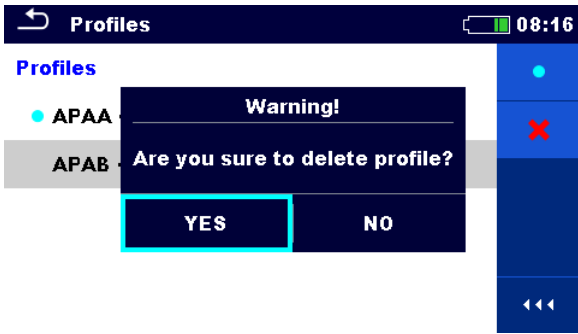 Profiles
08:16
Profiles
APAA -
APAB -
Warning!
Are you sure to delete profile?
YES
NO